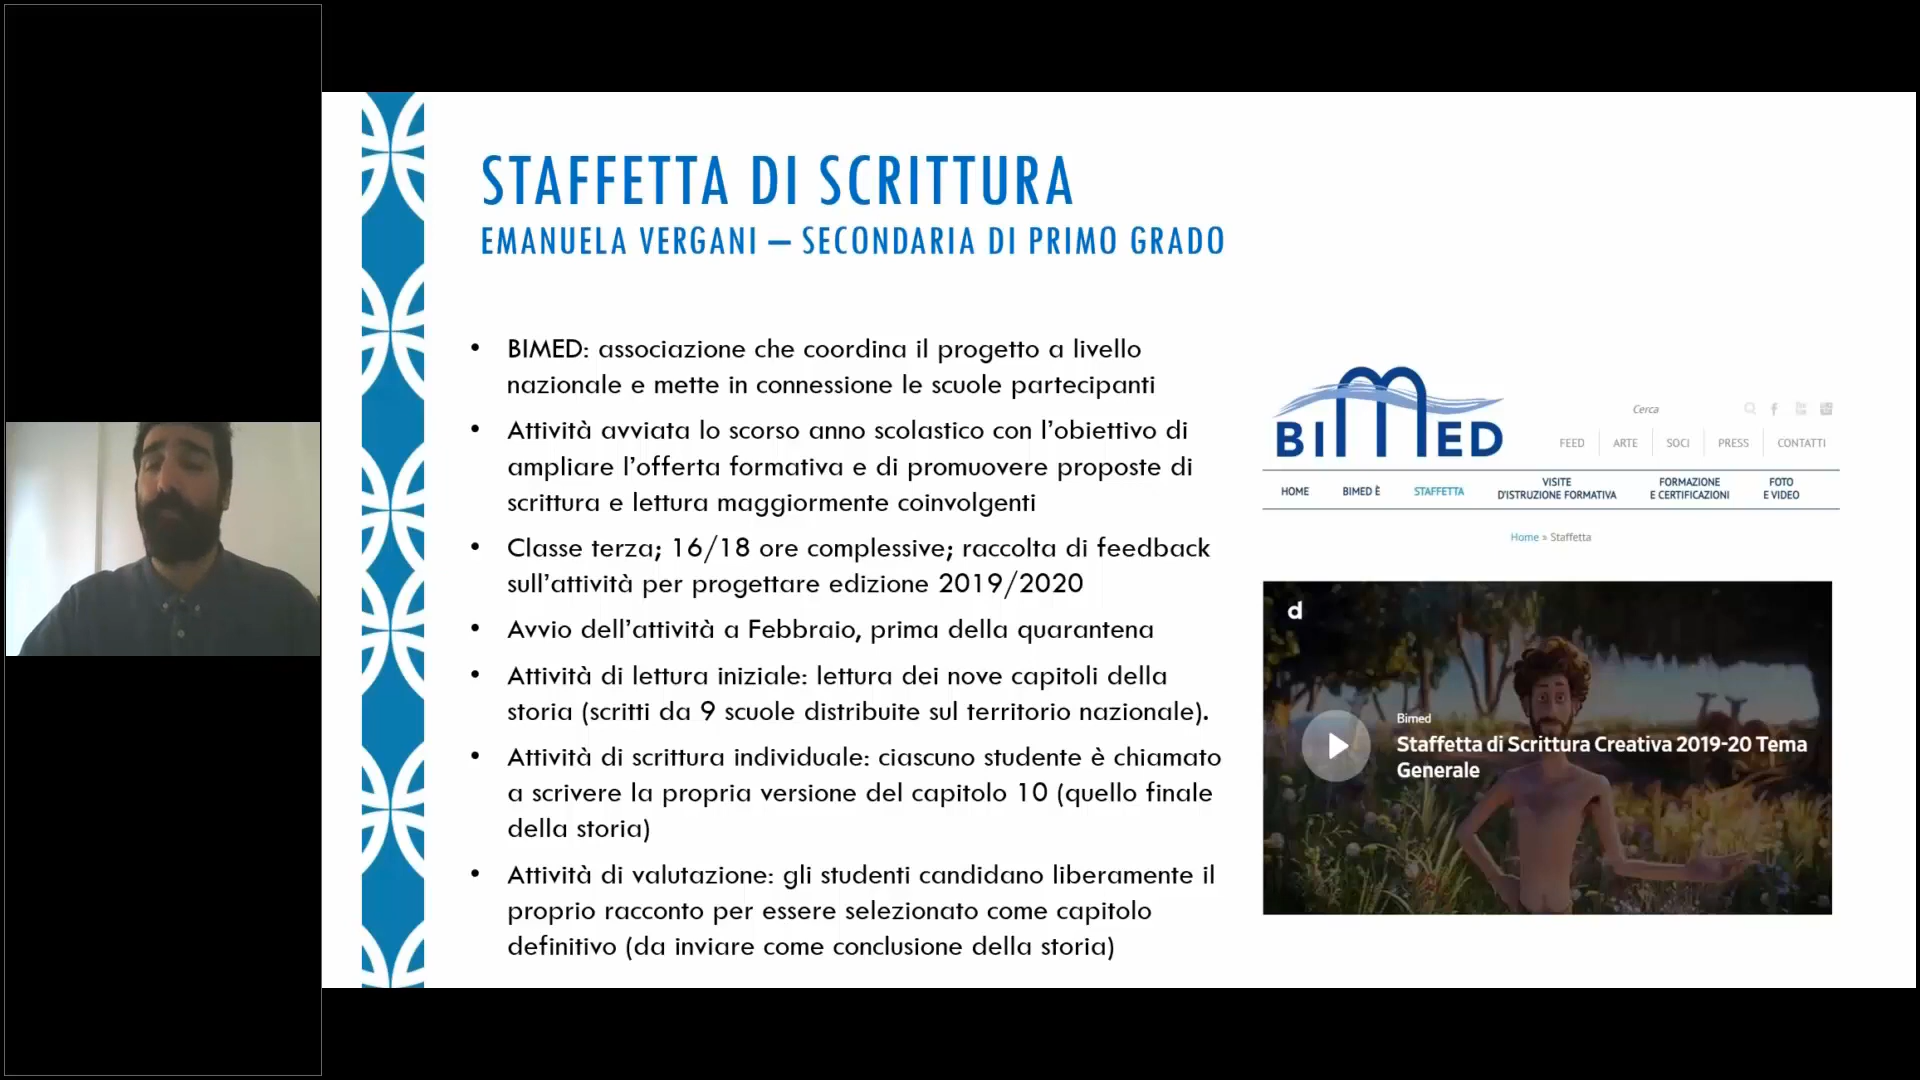 STAFFETTA DI SCRITTURA
EMANUELA VERGANI – SECONDARIA DI PRIMO GRADO
• BIMED: associazione che coordina il progetto a livello
nazionale e mette in connessione le scuole partecipanti
• Attività avviata lo scorso anno scolastico con l’obiettivo di
ampliare l’offerta formativa e di promuovere proposte di
scrittura e lettura maggiormente coinvolgenti
• Classe terza; 16/18 ore complessive; raccolta di feedback
sull’attività per progettare edizione 2019/2020
• Avvio dell’attività a Febbraio, prima della quarantena
• Attività di lettura iniziale: lettura dei nove capitoli della
storia (scritti da 9 scuole distribuite sul territorio nazionale).
• Attività di scrittura individuale: ciascuno studente è chiamato
a scrivere la propria versione del capitolo 10 (quello finale
della storia)
• Attività di valutazione: gli studenti candidano liberamente il
proprio racconto per essere selezionato come capitolo
definitivo (da inviare come conclusione della storia)
BIMED
Cerca
FEED ARTE SOCI PRESS CONTATTI
HOME BIMED È STAFFETTA VISITE D'ISTRUZIONE FORMATIVA FORMAZIONE E CERTIFICAZIONI FOTO E VIDEO
Home » Staffetta
d
Bimed
Staffetta di Scrittura Creativa 2019-20 Tema
Generale